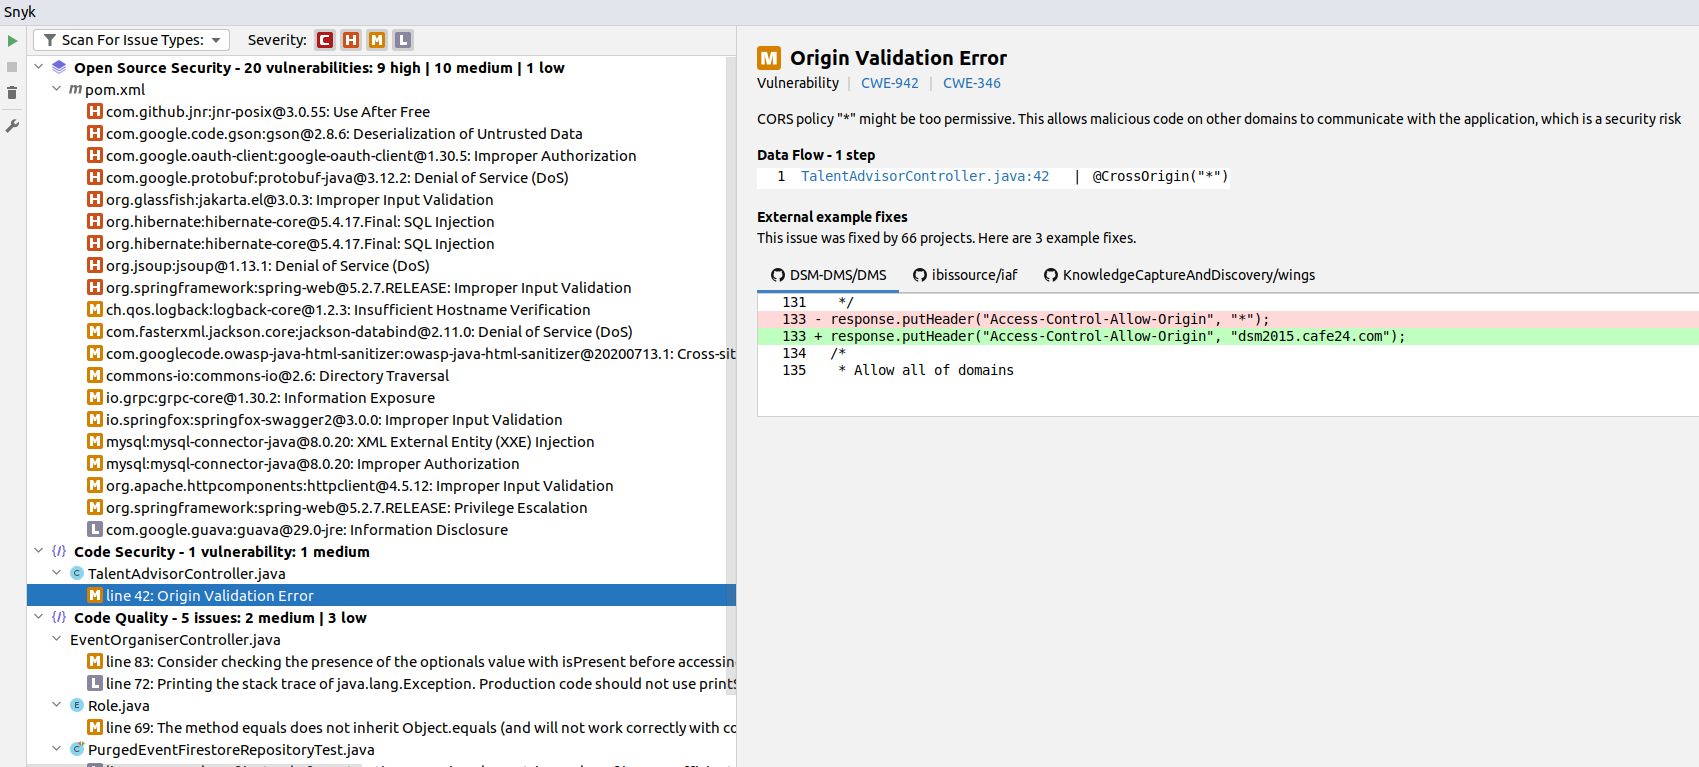 Snyk
Scan For Issue Types:
Severity: C H M L
Open Source Security - 20 vulnerabilities: 9 high | 10 medium | 1 low
m pom.xml
H com.github.jnr:jnr-posix@3.0.55: Use After Free
H com.google.code.gson:gson@2.8.6: Deserialization of Untrusted Data
H com.google.oauth-client:google-oauth-client@1.30.5: Improper Authorization
H com.google.protobuf:protobuf-java@3.12.2: Denial of Service (DoS)
H org.glassfish:jakarta.el@3.0.3: Improper Input Validation
H org.hibernate:hibernate-core@5.4.17.Final: SQL Injection
H org.hibernate:hibernate-core@5.4.17.Final: SQL Injection
H org.jsoup:jsoup@1.13.1: Denial of Service (DoS)
H org.springframework:spring-web@5.2.7.RELEASE: Improper Input Validation
M ch.qos.logback:logback-core@1.2.3: Insufficient Hostname Verification
M com.fasterxml.jackson.core:jackson-databind@2.11.0: Denial of Service (DoS)
M com.googlecode.owasp-java-html-sanitizer:owasp-java-html-sanitizer@20200713.1: Cross-sit
M commons-io:commons-io@2.6: Directory Traversal
M io.grpc:grpc-core@1.30.2: Information Exposure
M io.springfox:springfox-swagger2@3.0.0: Improper Input Validation
M mysql:mysql-connector-java@8.0.20: XML External Entity (XXE) Injection
M mysql:mysql-connector-java@8.0.20: Improper Authorization
M org.apache.httpcomponents:httpclient@4.5.12: Improper Input Validation
M org.springframework:spring-web@5.2.7.RELEASE: Privilege Escalation
L com.google.guava:guava@29.0-jre: Information Disclosure
{/} Code Security - 1 vulnerability: 1 medium
C TalentAdvisorController.java
M line 42: Origin Validation Error
{/} Code Quality - 5 issues: 2 medium | 3 low
EventOrganiserController.java
M line 83: Consider checking the presence of the optionals value with isPresent before accessin
L line 72: Printing the stack trace of java.lang.Exception. Production code should not use print
E Role.java
M line 69: The method equals does not inherit Object.equals (and will not work correctly with co
C PurgedEventFirestoreRepositoryTest.java
M Origin Validation Error
Vulnerability | CWE-942 | CWE-346
CORS policy "*" might be too permissive. This allows malicious code on other domains to communicate with the application, which is a security risk
Data Flow - 1 step
1 TalentAdvisorController.java:42 | @CrossOrigin("*")
External example fixes
This issue was fixed by 66 projects. Here are 3 example fixes.
DSM-DMS/DMS ibissource/iaf KnowledgeCaptureAndDiscovery/wings
131 */
133 - response.putHeader("Access-Control-Allow-Origin", "*");
133 + response.putHeader("Access-Control-Allow-Origin", "dsm2015.cafe24.com");
134 /*
135 * Allow all of domains